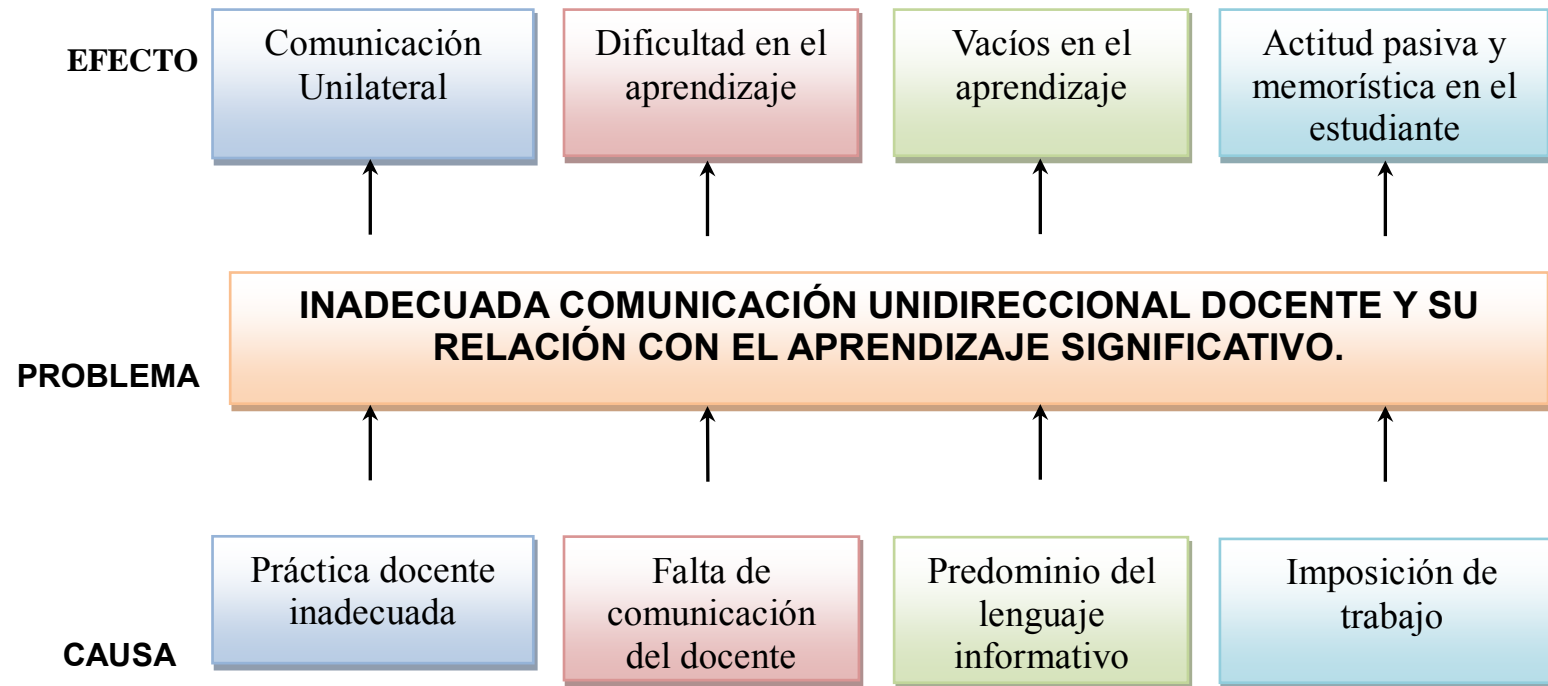 EFECTO
Comunicación
Unilateral
Dificultad en el
aprendizaje
Vacíos en el
aprendizaje
Actitud pasiva y
memorística en el
estudiante
PROBLEMA
INADECUADA COMUNICACIÓN UNIDIRECCIONAL DOCENTE Y SU
RELACIÓN CON EL APRENDIZAJE SIGNIFICATIVO.
CAUSA
Práctica docente
inadecuada
Falta de
comunicación
del docente
Predominio del
lenguaje
informativo
Imposición de
trabajo